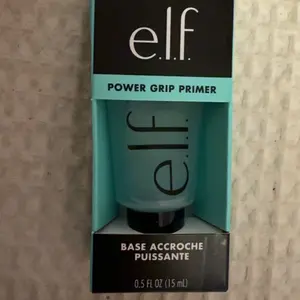 e.l.f.
POWER GRIP PRIMER
e.l.f.
BASE ACCROCHE
PUISSANTE
0.5 FL OZ (15 mL)